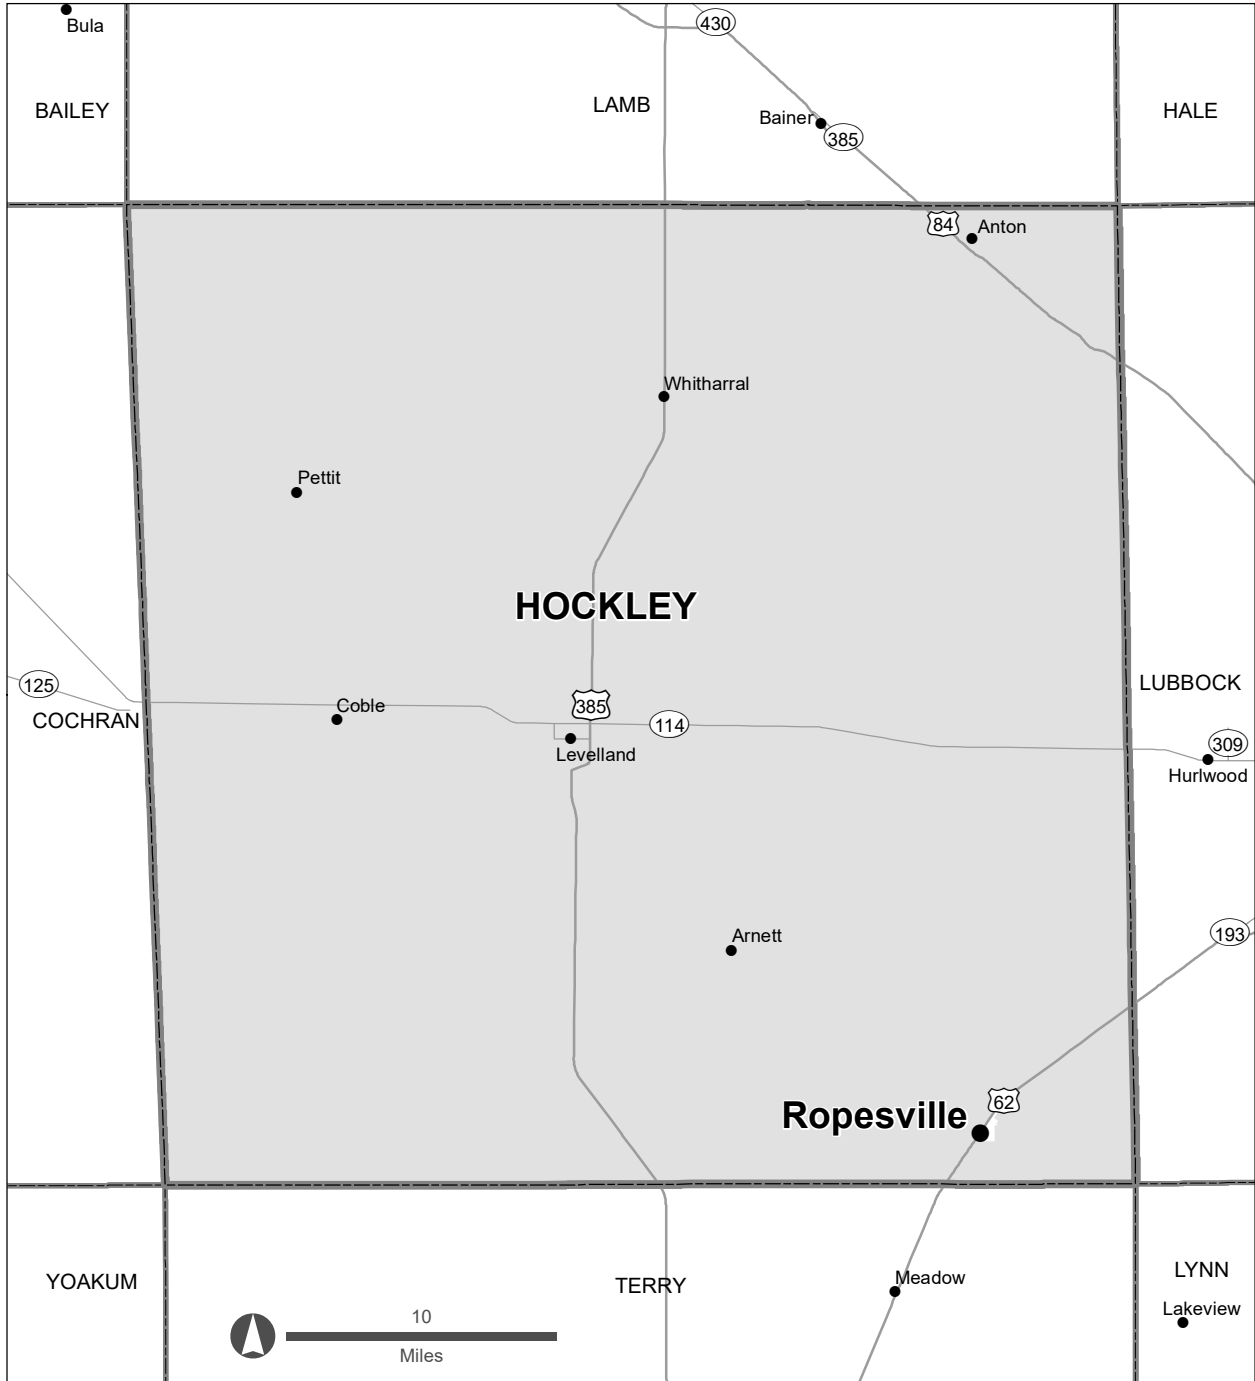 Bula
430
BAILEY
LAMB
HALE
Bainer
385
84
Anton
Whitharral
Pettit
HOCKLEY
125
LUBBOCK
COCHRAN
Coble
385
114
309
Levelland
Hurlwood
Arnett
193
62
Ropesville
YOAKUM
TERRY
Meadow
LYNN
Lakeview
10
Miles